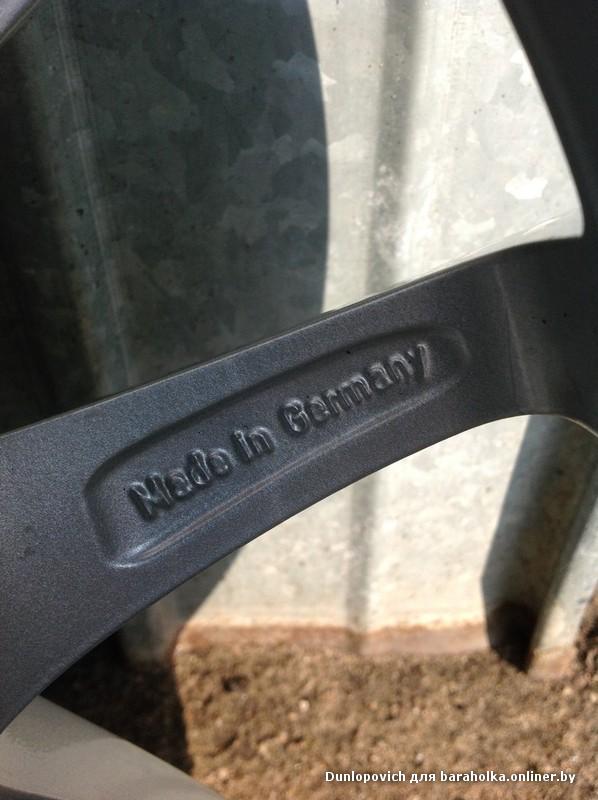 Made in Germany
Dunlopovich для baraholka.onliner.by